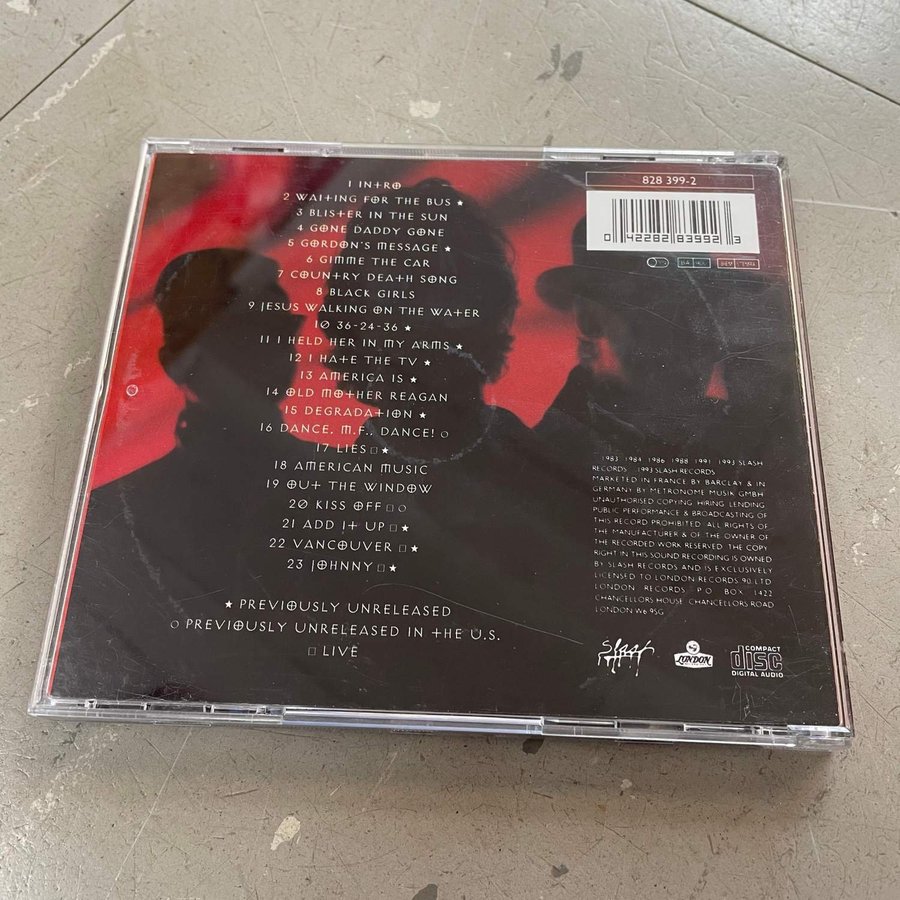 1 INTRO
2 WAITING FOR THE BUS ★
3 BLISTER IN THE SUN
4 GONE DADDY GONE
5 GORDON'S MESSAGE ★
6 GIMME THE CAR
7 COUNTRY DEATH SONG
8 BLACK GIRLS
9 JESUS WALKING ON THE WATER
10 36-24-36 ★
11 I HELD HER IN MY ARMS ★
12 I HATE THE TV ★
13 AMERICA IS ★
14 OLD MOTHER REAGAN
15 DEGRADATION ★
16 DANCE, M.F., DANCE! ○
17 LIES □ ★
18 AMERICAN MUSIC
19 OUT THE WINDOW
20 KISS OFF □ ○
21 ADD IT UP □ ★
22 VANCOUVER □ ★
23 JOHNNY □ ★
★ PREVIOUSLY UNRELEASED
○ PREVIOUSLY UNRELEASED IN THE U.S.
□ LIVE
828 399-2
0 42282 83992 3
1983 1984 1986 1988 1991 1993 SLASH
RECORDS 1993 SLASH RECORDS
MARKETED IN FRANCE BY BARCLAY & IN
GERMANY BY METRONOME MUSIK GMBH
UNAUTHORISED COPYING HIRING LENDING
PUBLIC PERFORMANCE & BROADCASTING OF
THIS RECORD PROHIBITED ALL RIGHTS OF
THE MANUFACTURER & OF THE OWNER OF
THE RECORDED WORK RESERVED THE COPY
RIGHT IN THIS SOUND RECORDING IS OWNED
BY SLASH RECORDS AND IS EXCLUSIVELY
LICENSED TO LONDON RECORDS 90 LTD
LONDON RECORDS P O BOX 1422
CHANCELLORS HOUSE CHANCELLORS ROAD
LONDON W6 9SG
Slash
LONDON
COMPACT
disc
DIGITAL AUDIO